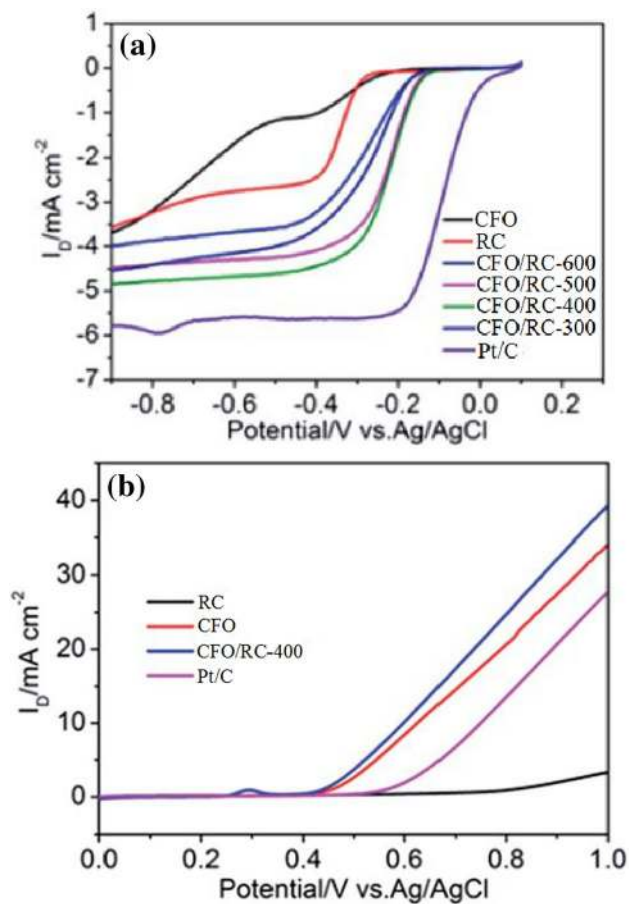 (a)
1
0
-1
-2
-3
-4
-5
-6
-7
I_D/mA cm⁻²
CFO
RC
CFO/RC-600
CFO/RC-500
CFO/RC-400
CFO/RC-300
Pt/C
-0.8 -0.6 -0.4 -0.2 0.0 0.2
Potential/V vs.Ag/AgCl
(b)
40
30
20
10
0
I_D/mA cm⁻²
RC
CFO
CFO/RC-400
Pt/C
0.0 0.2 0.4 0.6 0.8 1.0
Potential/V vs.Ag/AgCl